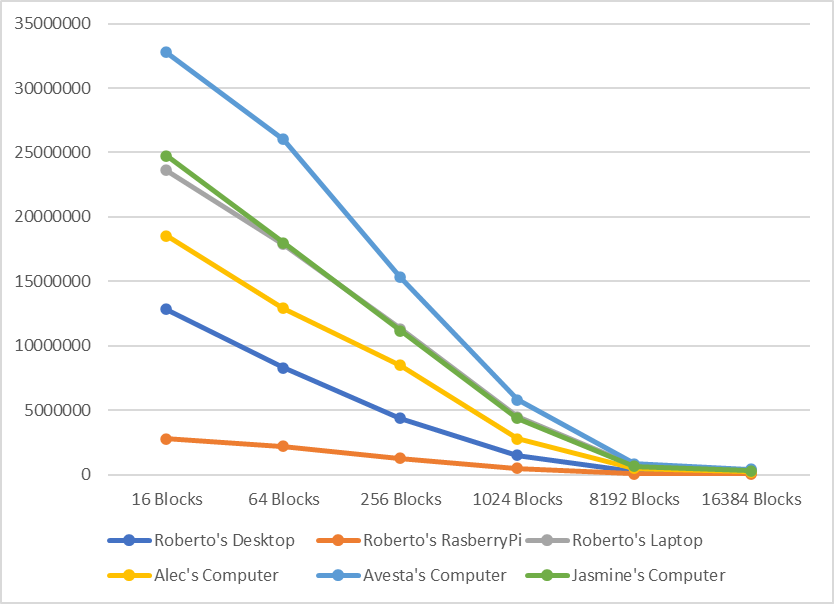 35000000
30000000
25000000
20000000
15000000
10000000
5000000
0
16 Blocks 64 Blocks 256 Blocks 1024 Blocks 8192 Blocks 16384 Blocks
Roberto's Desktop Roberto's RasberryPi Roberto's Laptop
Alec's Computer Avesta's Computer Jasmine's Computer